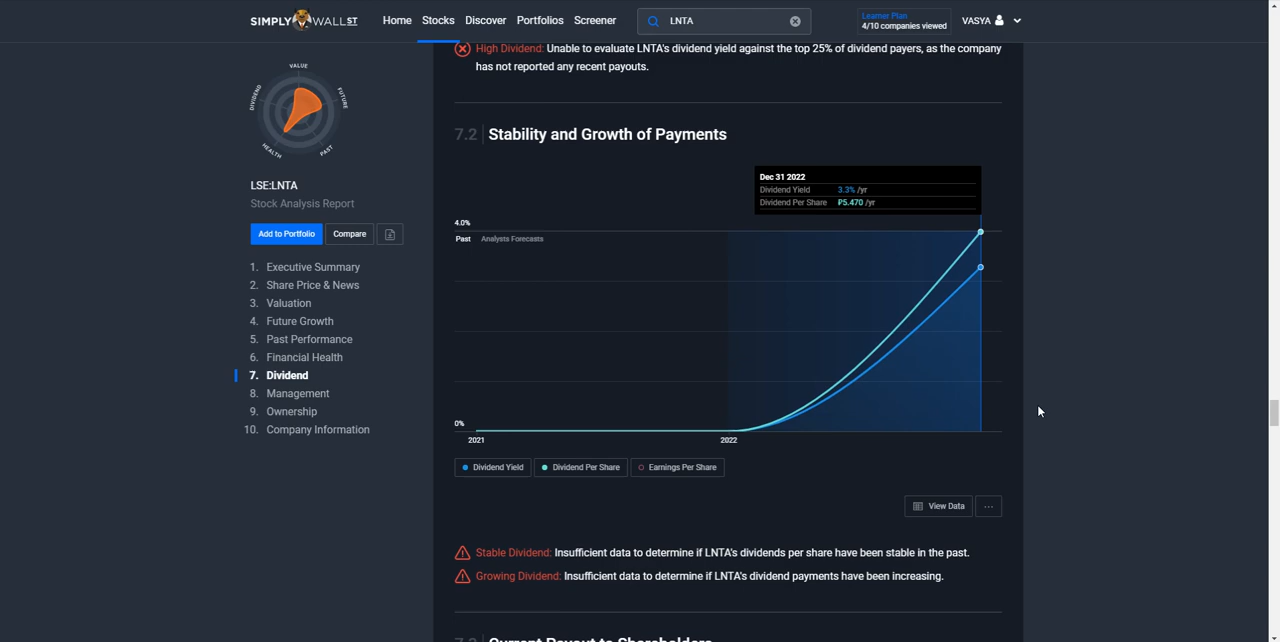 SIMPLY WALLST
Home Stocks Discover Portfolios Screener
LNTA
Learner Plan
4/10 companies viewed
VASYA
VALUE
FUTURE
PAST
HEALTH
DIVIDEND
LSE:LNTA
Stock Analysis Report
Add to Portfolio
Compare
1. Executive Summary
2. Share Price & News
3. Valuation
4. Future Growth
5. Past Performance
6. Financial Health
7. Dividend
8. Management
9. Ownership
10. Company Information
High Dividend: Unable to evaluate LNTA's dividend yield against the top 25% of dividend payers, as the company
has not reported any recent payouts.
7.2 Stability and Growth of Payments
Dec 31 2022
Dividend Yield 3.3% /yr
Dividend Per Share ₽5.470 /yr
4.0%
Past Analysts Forecasts
0%
2021 2022
Dividend Yield Dividend Per Share Earnings Per Share
View Data ...
Stable Dividend: Insufficient data to determine if LNTA's dividends per share have been stable in the past.
Growing Dividend: Insufficient data to determine if LNTA's dividend payments have been increasing.
7.3 Current Payout to Shareholders